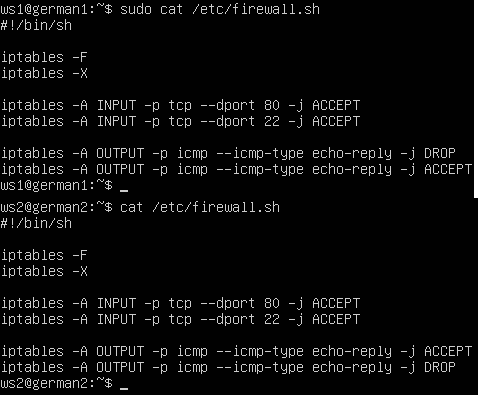 ws1@german1:~$ sudo cat /etc/firewall.sh
#!/bin/sh
iptables -F
iptables -X
iptables -A INPUT -p tcp --dport 80 -j ACCEPT
iptables -A INPUT -p tcp --dport 22 -j ACCEPT
iptables -A OUTPUT -p icmp --icmp-type echo-reply -j DROP
iptables -A OUTPUT -p icmp --icmp-type echo-reply -j ACCEPT
ws1@german1:~$ _
ws2@german2:~$ cat /etc/firewall.sh
#!/bin/sh
iptables -F
iptables -X
iptables -A INPUT -p tcp --dport 80 -j ACCEPT
iptables -A INPUT -p tcp --dport 22 -j ACCEPT
iptables -A OUTPUT -p icmp --icmp-type echo-reply -j ACCEPT
iptables -A OUTPUT -p icmp --icmp-type echo-reply -j DROP
ws2@german2:~$ _